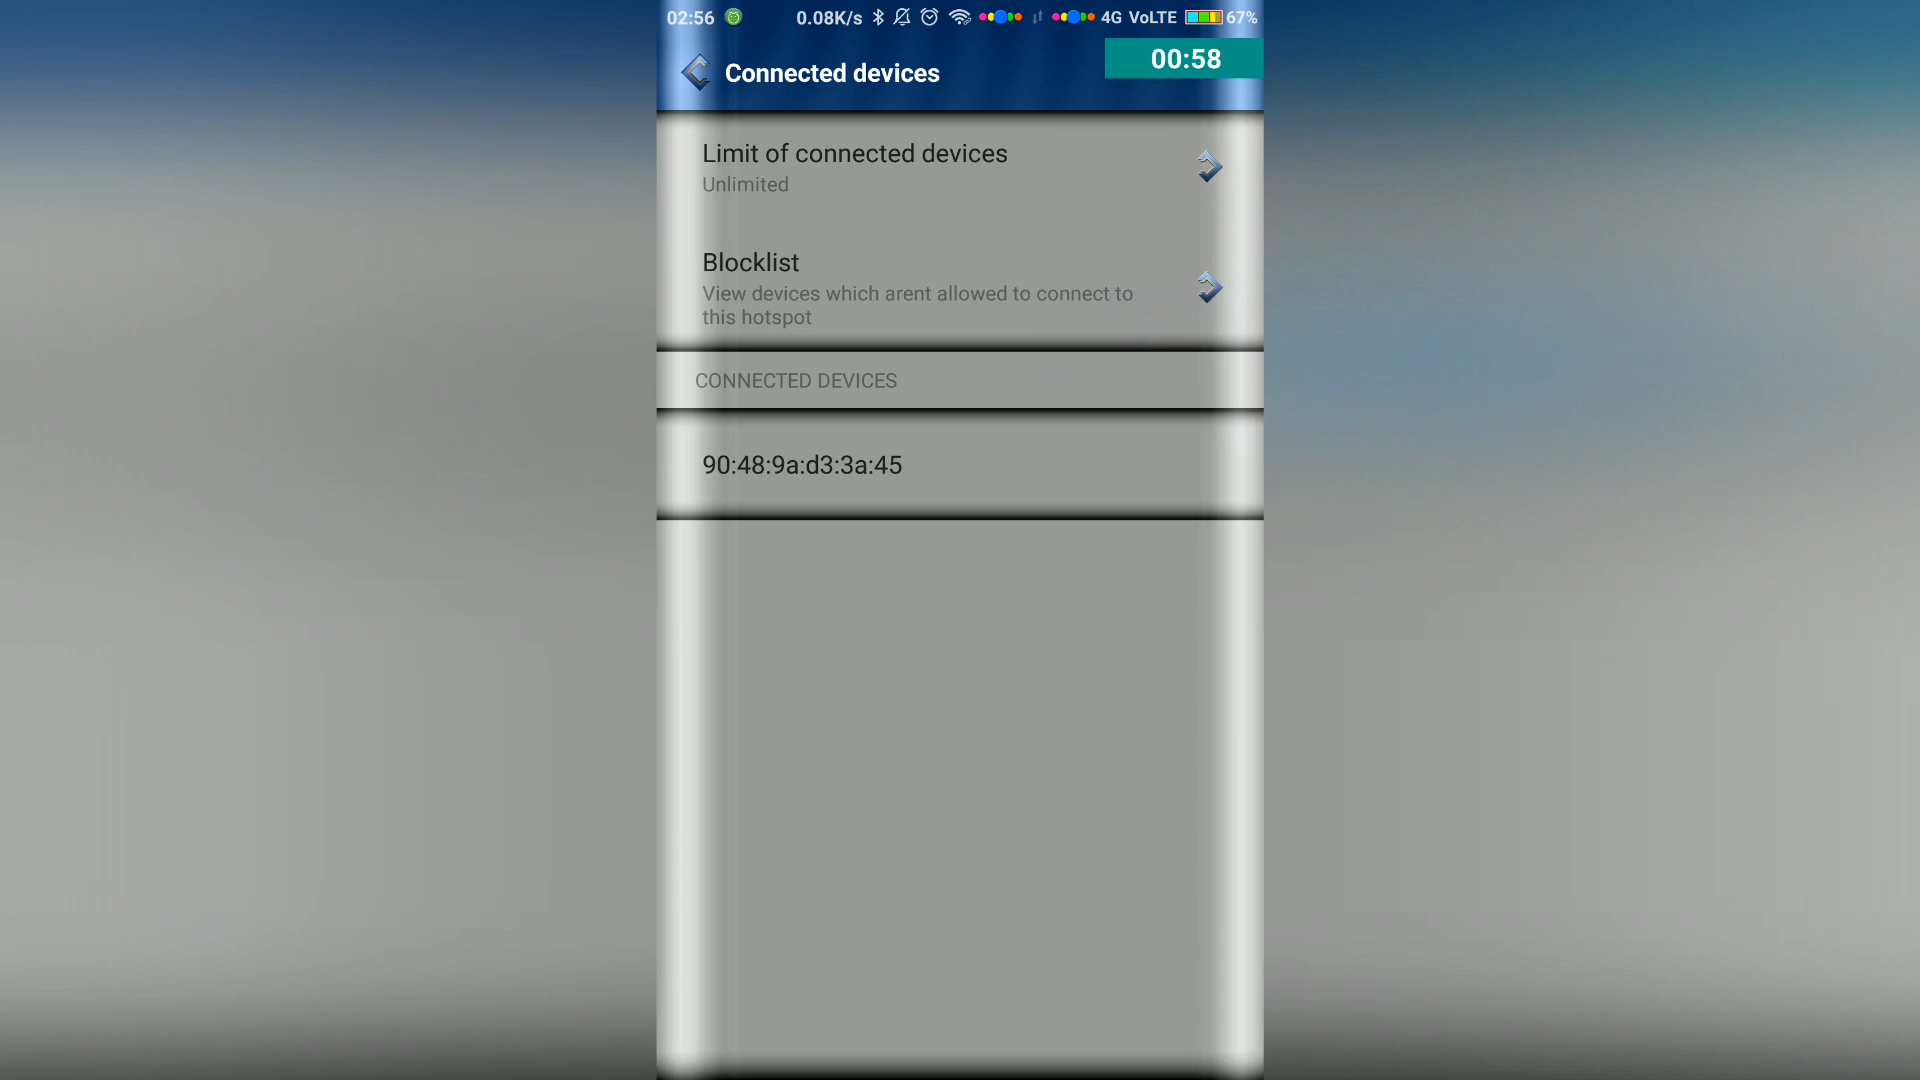 02:56 0.08K/s 4G VoLTE 67%
00:58
Connected devices
Limit of connected devices
Unlimited
Blocklist
View devices which arent allowed to connect to
this hotspot
CONNECTED DEVICES
90:48:9a:d3:3a:45